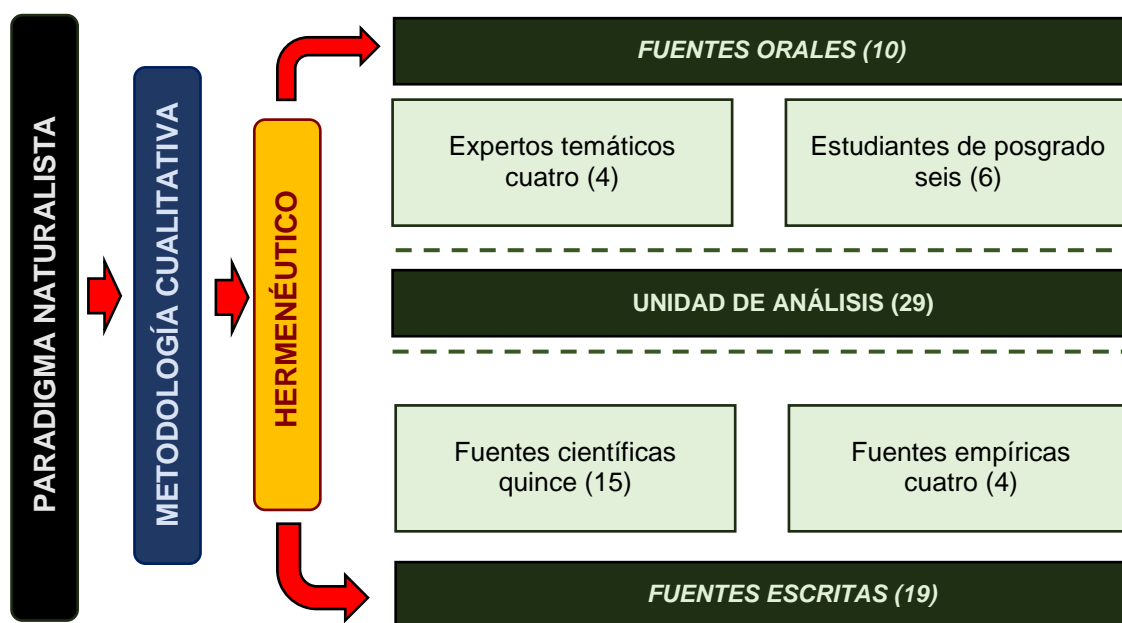 PARADIGMA NATURALISTA
METODOLOGÍA CUALITATIVA
HERMENÉUTICO
FUENTES ORALES (10)
Expertos temáticos
cuatro (4)
Estudiantes de posgrado
seis (6)
UNIDAD DE ANÁLISIS (29)
Fuentes científicas
quince (15)
Fuentes empíricas
cuatro (4)
FUENTES ESCRITAS (19)